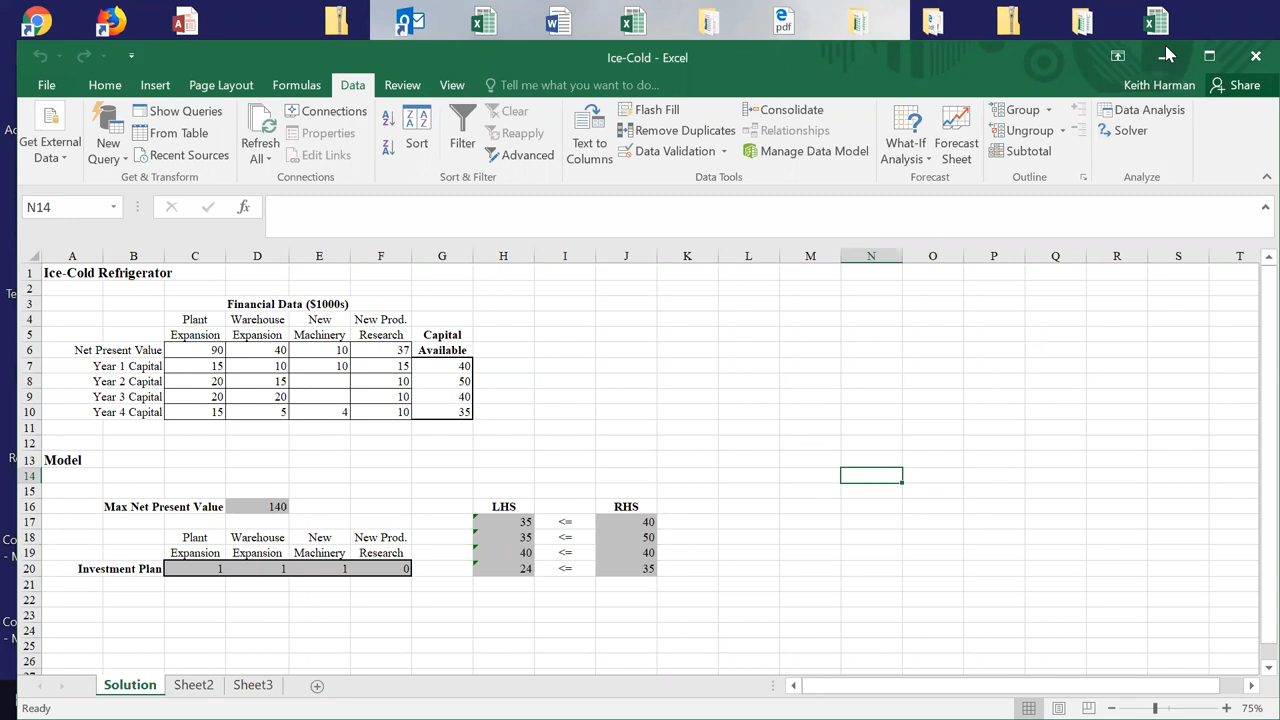 pdf
Ice-Cold - Excel
File Home Insert Page Layout Formulas Data Review View Tell me what you want to do... Keith Harman Share
Get External Data New Query Show Queries From Table Recent Sources Get & Transform
Refresh All Connections Properties Edit Links Connections
Sort Filter Clear Reapply Advanced Sort & Filter
Text to Columns Flash Fill Remove Duplicates Data Validation Consolidate Relationships Manage Data Model Data Tools
What-If Analysis Forecast Sheet Forecast
Group Ungroup Subtotal Outline
Data Analysis Solver Analyze
N14 fx
A B C D E F G H I J K L M N O P Q R S T
1 Ice-Cold Refrigerator
2
3 Financial Data ($1000s)
4 Plant Warehouse New New Prod.
5 Expansion Expansion Machinery Research Capital
6 Net Present Value 90 40 10 37 Available
7 Year 1 Capital 15 10 10 15 40
8 Year 2 Capital 20 15 10 50
9 Year 3 Capital 20 20 10 40
10 Year 4 Capital 15 5 4 10 35
11
12
13 Model
14
15
16 Max Net Present Value 140 LHS RHS
17 35 <= 40
18 Plant Warehouse New New Prod. 35 <= 50
19 Expansion Expansion Machinery Research 40 <= 40
20 Investment Plan 1 1 1 0 24 <= 35
21
22
23
24
25
26
Solution Sheet2 Sheet3
Ready 75%